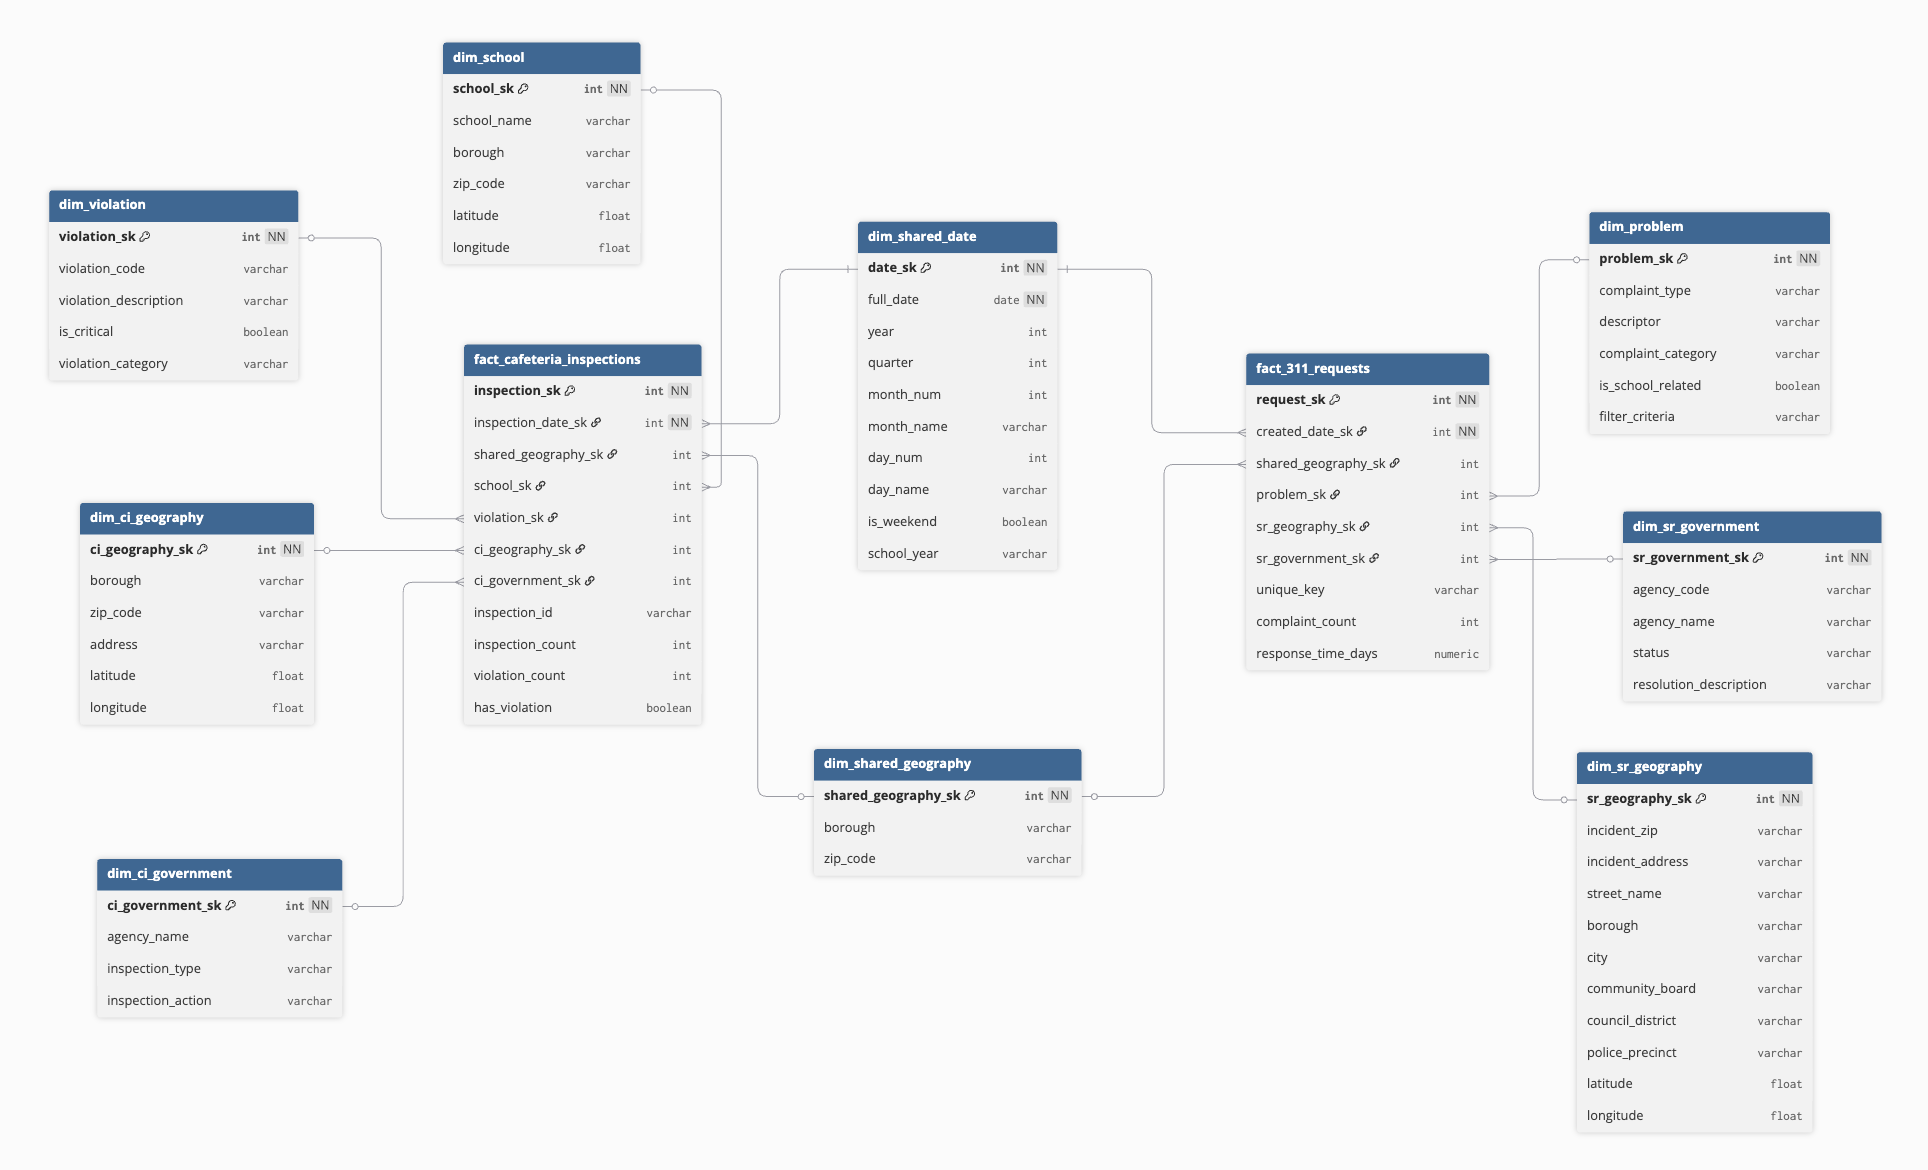 dim_school
school_sk int NN
school_name varchar
borough varchar
zip_code varchar
latitude float
longitude float
dim_violation
violation_sk int NN
violation_code varchar
violation_description varchar
is_critical boolean
violation_category varchar
dim_shared_date
date_sk int NN
full_date date NN
year int
quarter int
month_num int
month_name varchar
day_num int
day_name varchar
is_weekend boolean
school_year varchar
dim_problem
problem_sk int NN
complaint_type varchar
descriptor varchar
complaint_category varchar
is_school_related boolean
filter_criteria varchar
fact_cafeteria_inspections
inspection_sk int NN
inspection_date_sk int NN
shared_geography_sk int
school_sk int
violation_sk int
ci_geography_sk int
ci_government_sk int
inspection_id varchar
inspection_count int
violation_count int
has_violation boolean
fact_311_requests
request_sk int NN
created_date_sk int NN
shared_geography_sk int
problem_sk int
sr_geography_sk int
sr_government_sk int
unique_key varchar
complaint_count int
response_time_days numeric
dim_ci_geography
ci_geography_sk int NN
borough varchar
zip_code varchar
address varchar
latitude float
longitude float
dim_sr_government
sr_government_sk int NN
agency_code varchar
agency_name varchar
status varchar
resolution_description varchar
dim_shared_geography
shared_geography_sk int NN
borough varchar
zip_code varchar
dim_sr_geography
sr_geography_sk int NN
incident_zip varchar
incident_address varchar
street_name varchar
borough varchar
city varchar
community_board varchar
council_district varchar
police_precinct varchar
latitude float
longitude float
dim_ci_government
ci_government_sk int NN
agency_name varchar
inspection_type varchar
inspection_action varchar